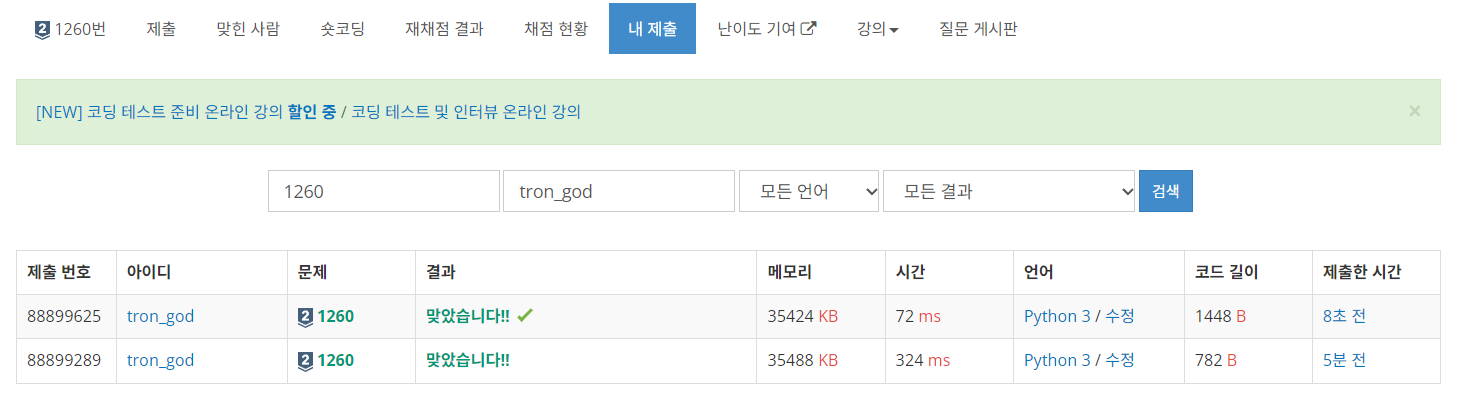 2 1260번 제출 맞힌 사람 숏코딩 재채점 결과 채점 현황 내 제출 난이도 기여 강의 질문 게시판
[NEW] 코딩 테스트 준비 온라인 강의 할인 중 / 코딩 테스트 및 인터뷰 온라인 강의 ×
1260 tron_god 모든 언어 모든 결과 검색
제출 번호 아이디 문제 결과 메모리 시간 언어 코드 길이 제출한 시간
88899625 tron_god 2 1260 맞았습니다!! 35424 KB 72 ms Python 3 / 수정 1448 B 8초 전
88899289 tron_god 2 1260 맞았습니다!! 35488 KB 324 ms Python 3 / 수정 782 B 5분 전